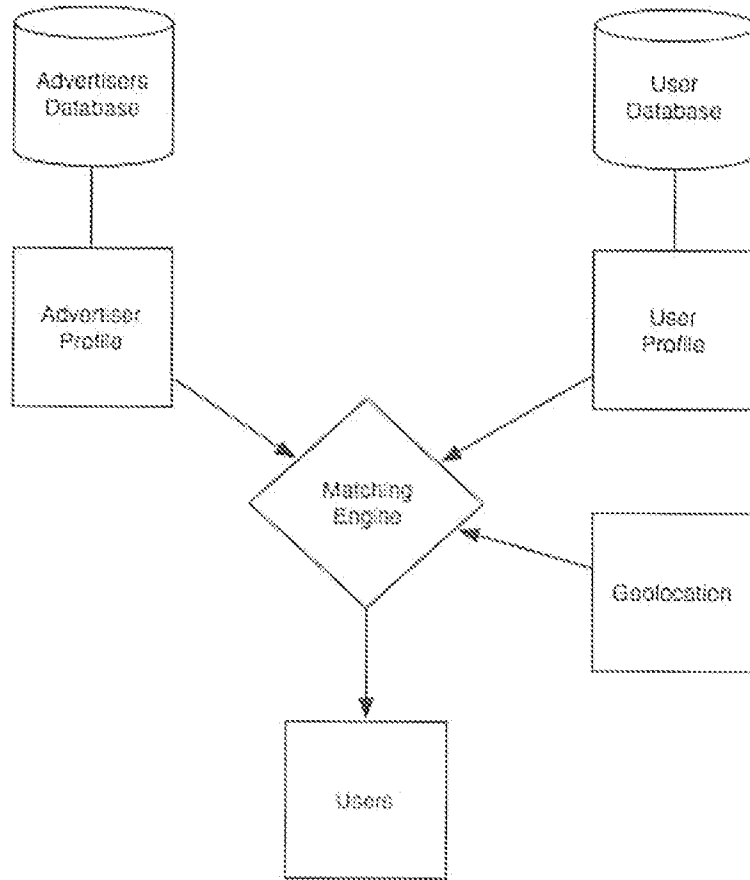 Advertisers
Database
User
Database
Advertiser
Profile
User
Profile
Matching
Engine
Geolocation
Users